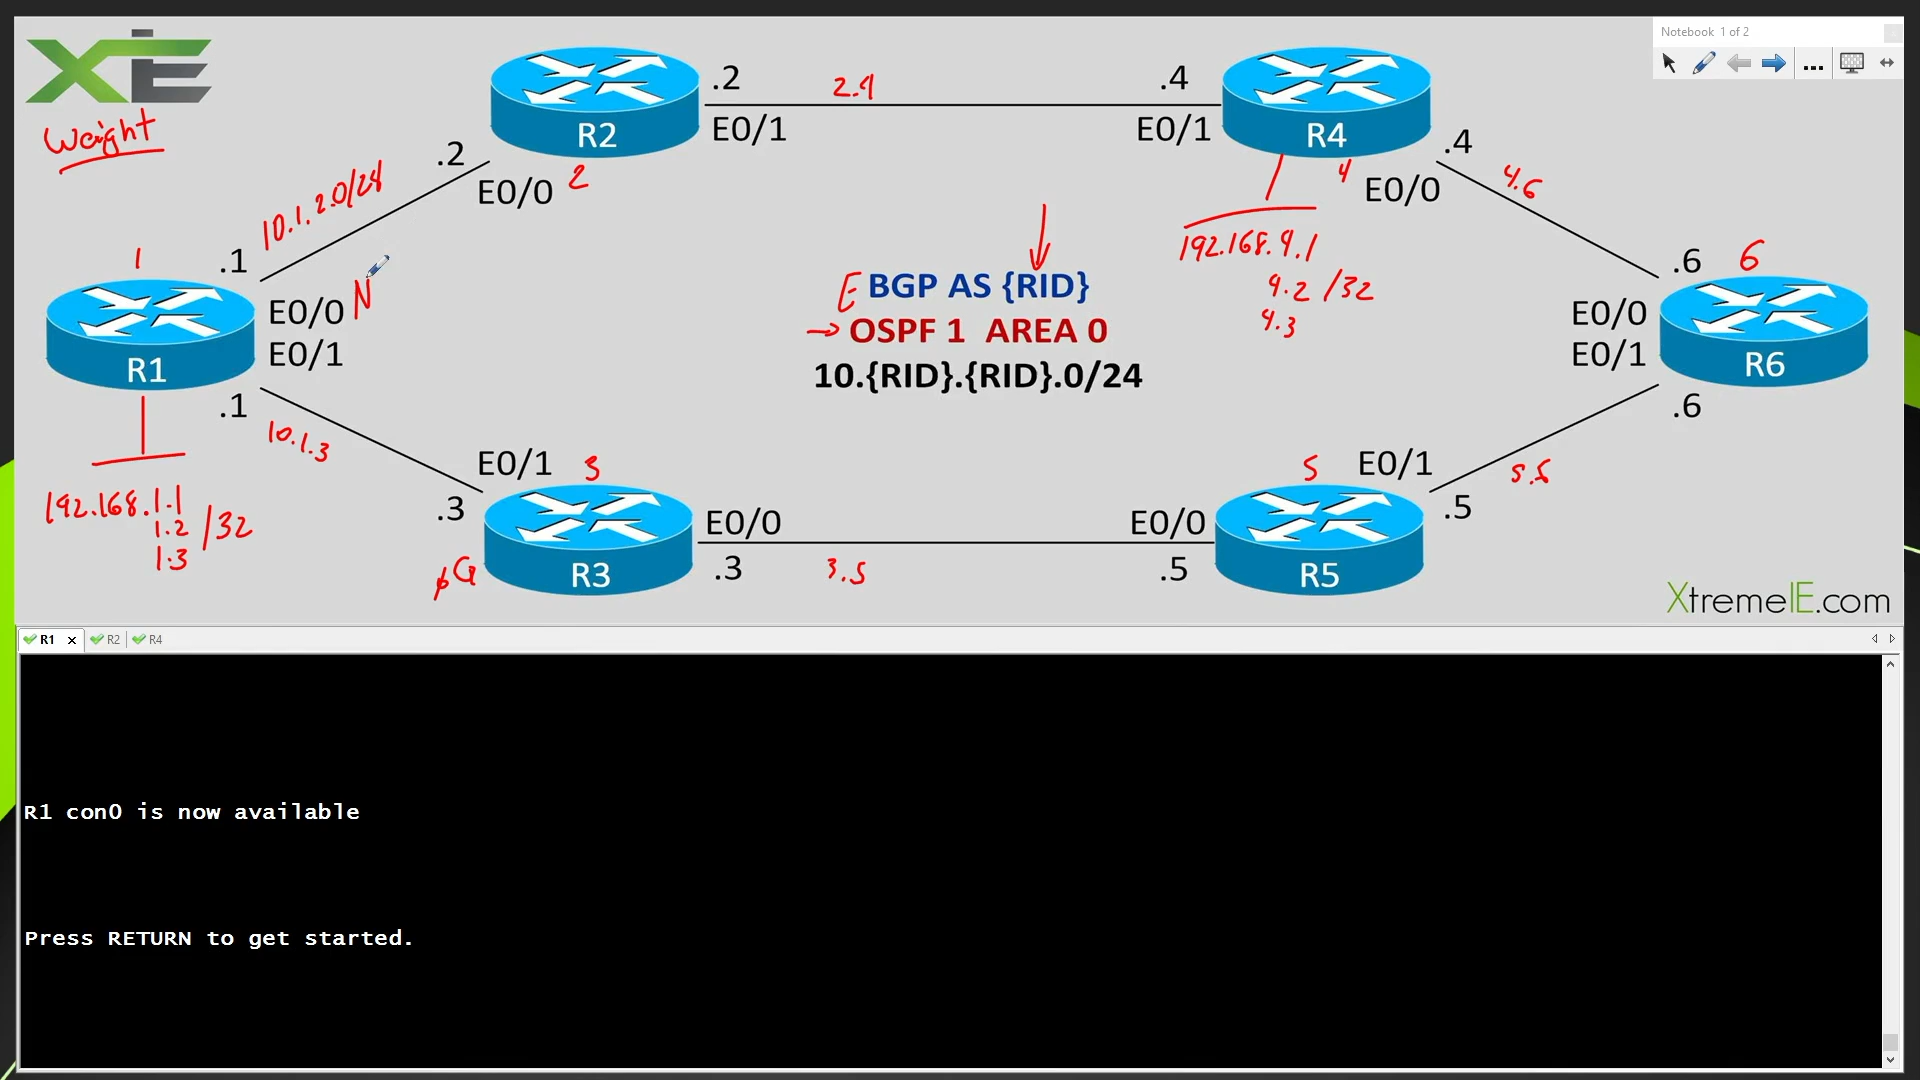 Notebook 1 of 2
XIE
Weight
.2
E0/1
2.4
.4
E0/1
R2
R4
.2
E0/0
2
4
E0/0
.4
4.6
10.1.2.0/24
1
.1
192.168.4.1
4.2 /32
4.3
.6
6
E0/0
N
E0/1
R1
.1
E BGP AS {RID}
OSPF 1 AREA 0
10.{RID}.{RID}.0/24
E0/0
E0/1
R6
.6
10.1.3
E0/1
3
.3
E0/0
R3
.3
3.5
5
E0/1
.5
E0/0
R5
.5
192.168.1.1
1.2 /32
1.3
XtremeIE.com
R1 R2 R4
R1 con0 is now available
Press RETURN to get started.